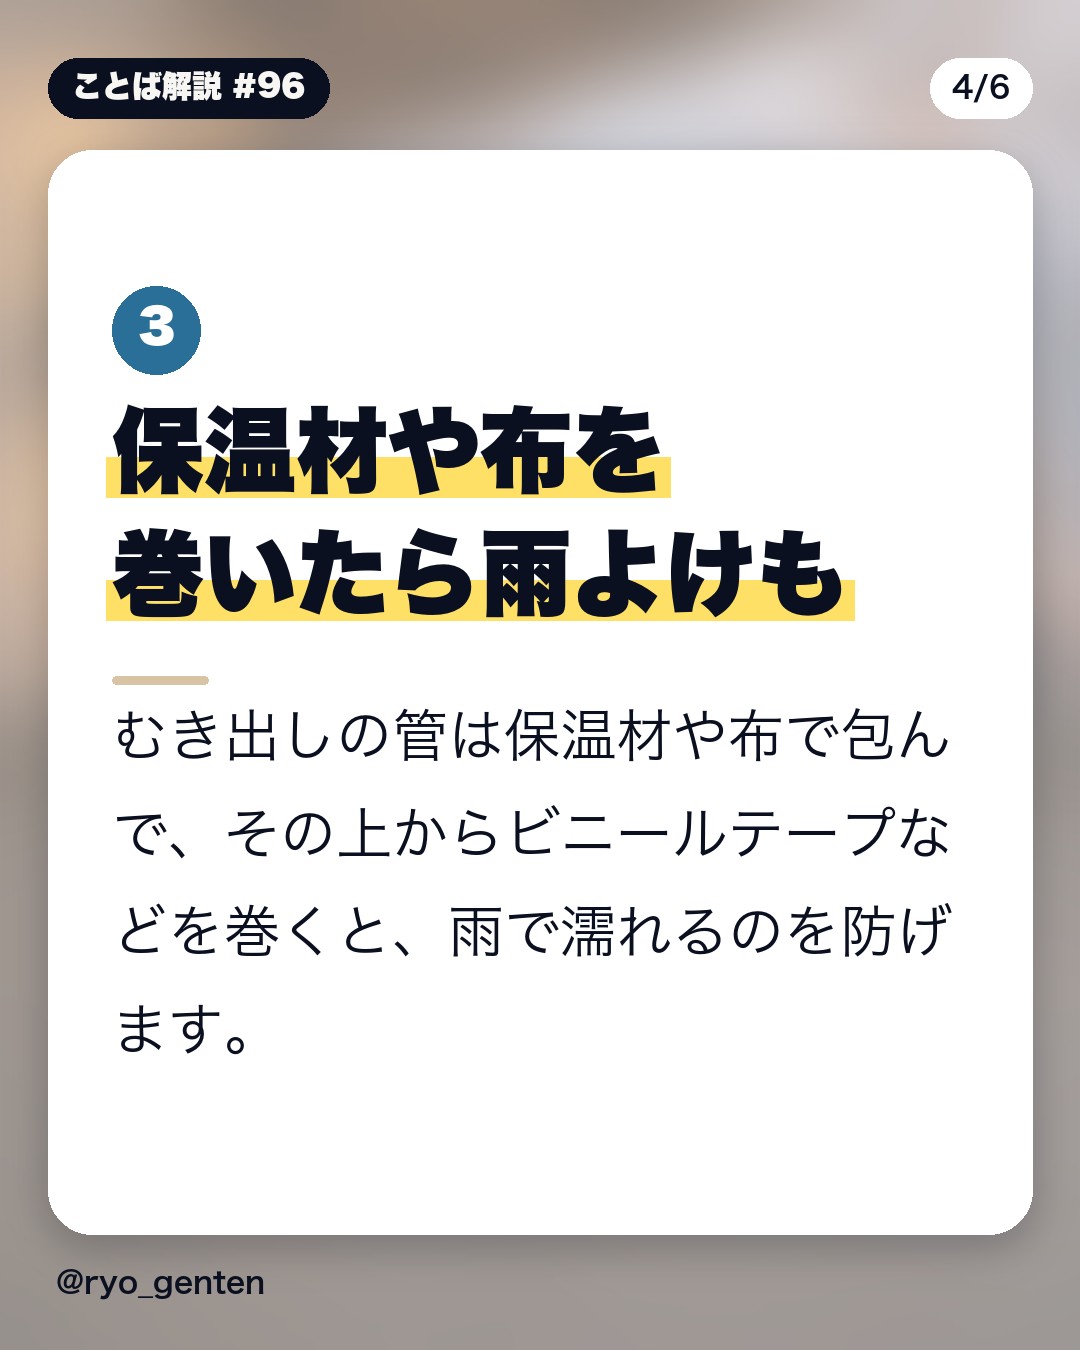 ことば解説 #96
4/6
3
保温材や布を
巻いたら雨よけも
むき出しの管は保温材や布で包ん
で、その上からビニールテープな
どを巻くと、雨で濡れるのを防げ
ます。
@ryo_genten